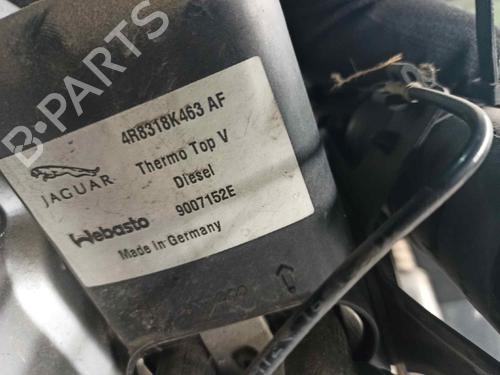 B-PARTS
4R8318K463 AF
Thermo Top V
Diesel
JAGUAR
9007152E
Webasto
Made in Germany